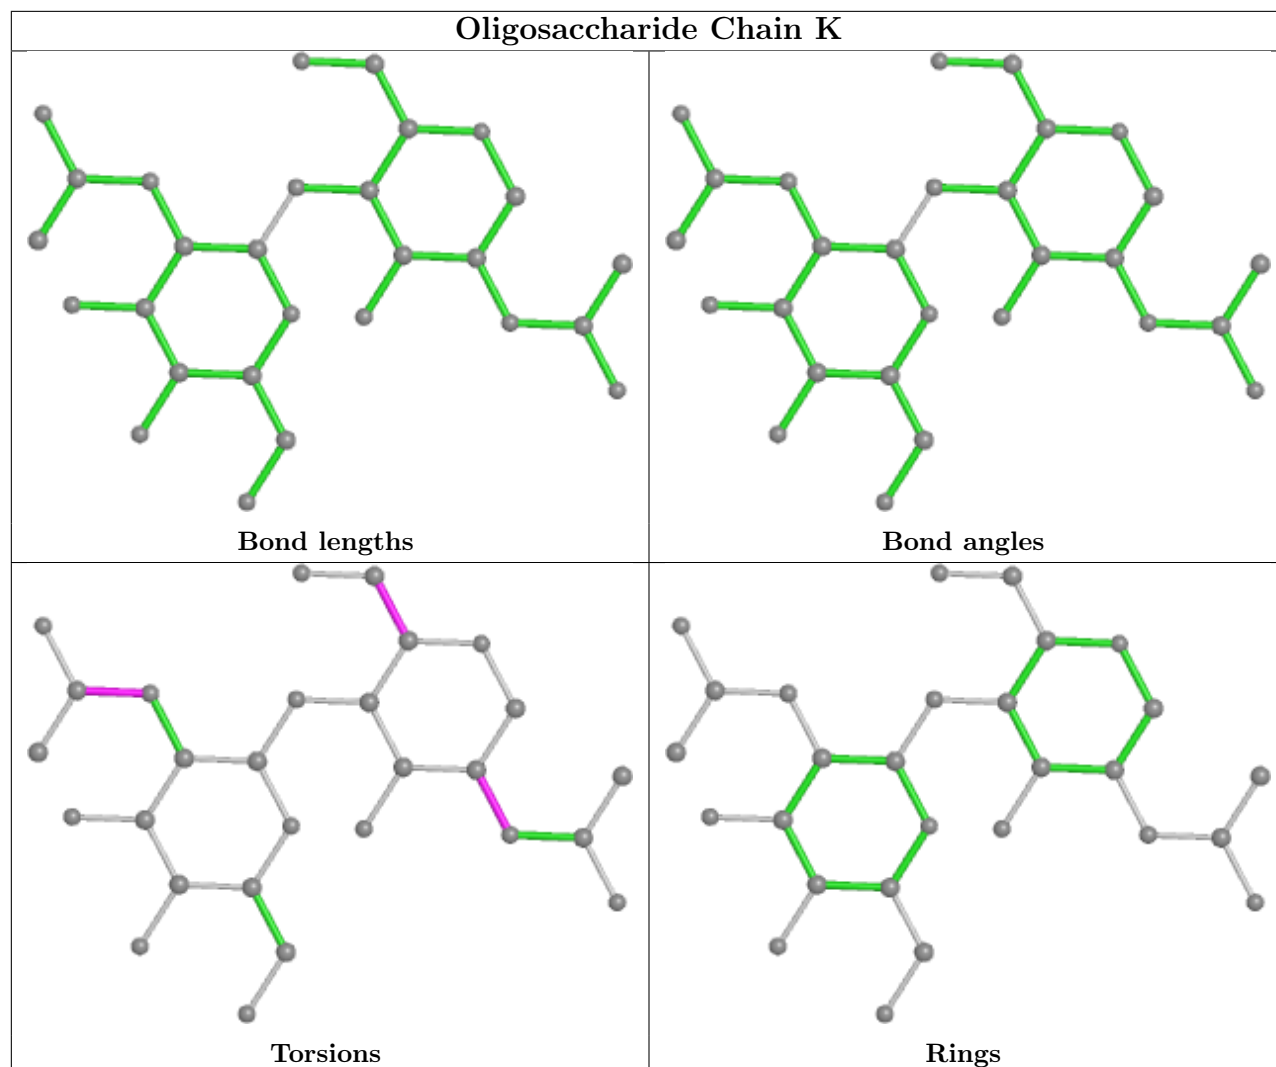 Oligosaccharide Chain K
Bond lengths
Bond angles
Torsions
Rings